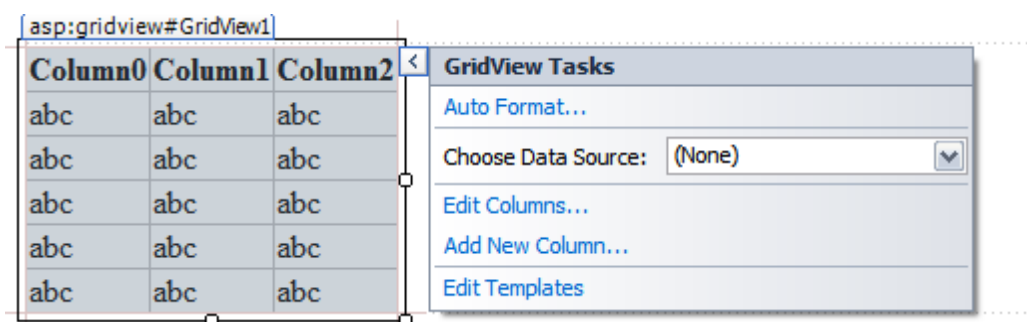 asp:gridview#GridView1
Column0 Column1 Column2
abc abc abc
abc abc abc
abc abc abc
abc abc abc
abc abc abc
GridView Tasks
Auto Format...
Choose Data Source: (None)
Edit Columns...
Add New Column...
Edit Templates